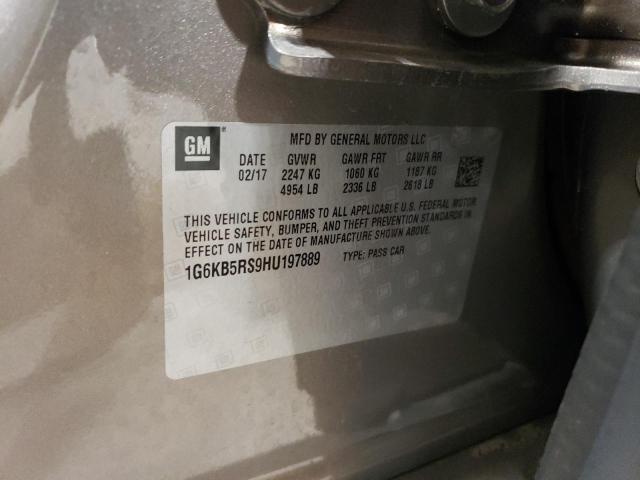 GM ® MFD BY GENERAL MOTORS LLC
DATE GVWR GAWR FRT GAWR RR
02/17 2247 KG 1060 KG 1187 KG
4954 LB 2336 LB 2618 LB
THIS VEHICLE CONFORMS TO ALL APPLICABLE U.S. FEDERAL MOTOR
VEHICLE SAFETY, BUMPER, AND THEFT PREVENTION STANDARDS IN
EFFECT ON THE DATE OF MANUFACTURE SHOWN ABOVE.
1G6KB5RS9HU197889 TYPE: PASS CAR